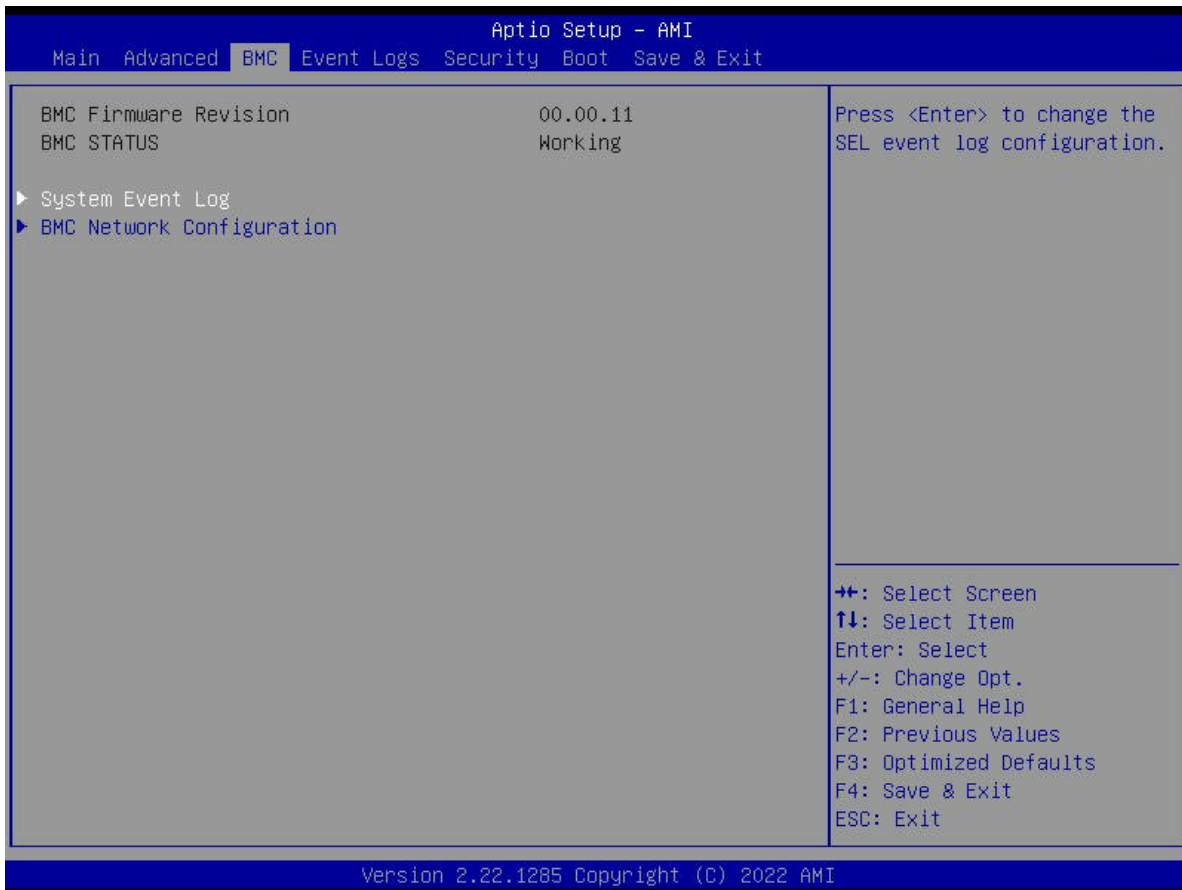 Aptio Setup – AMI
Main Advanced BMC Event Logs Security Boot Save & Exit
BMC Firmware Revision 00.00.11
BMC STATUS Working
▶ System Event Log
▶ BMC Network Configuration
Press <Enter> to change the
SEL event log configuration.
→←: Select Screen
↑↓: Select Item
Enter: Select
+/-: Change Opt.
F1: General Help
F2: Previous Values
F3: Optimized Defaults
F4: Save & Exit
ESC: Exit
Version 2.22.1285 Copyright (C) 2022 AMI